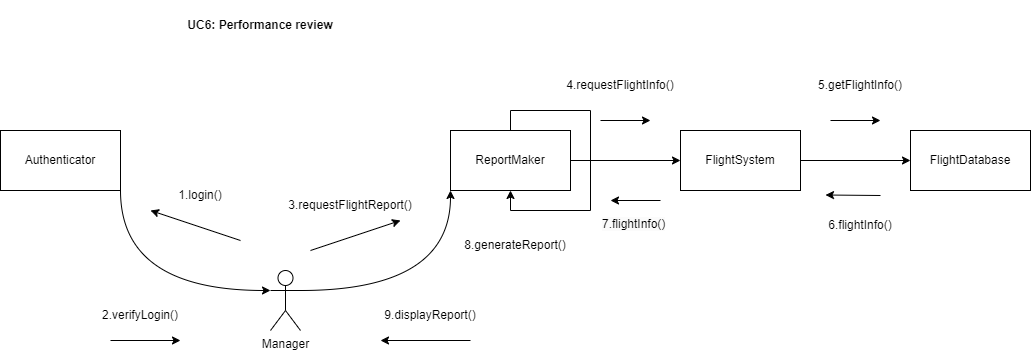 UC6: Performance review
4.requestFlightInfo()
5.getFlightInfo()
Authenticator
ReportMaker
FlightSystem
FlightDatabase
1.login()
3.requestFlightReport()
7.flightInfo()
6.flightInfo()
8.generateReport()
2.verifyLogin()
9.displayReport()
Manager